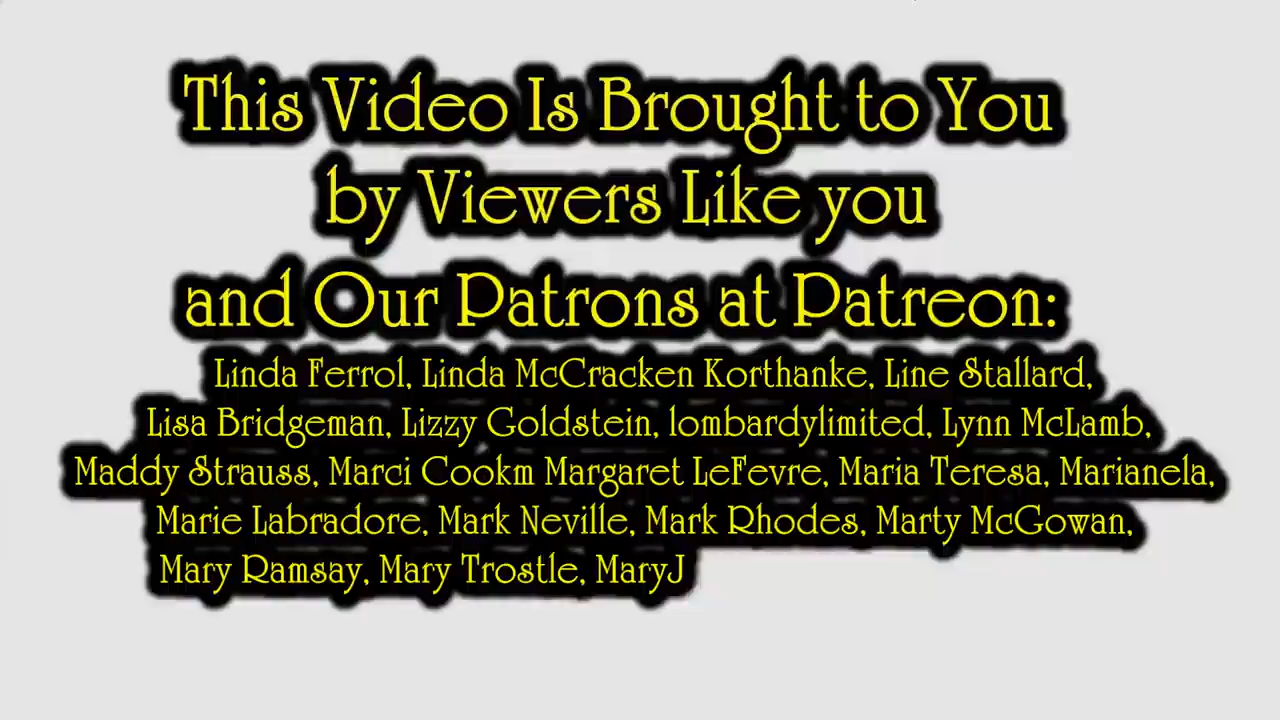 This Video Is Brought to You
by Viewers Like you
and Our Patrons at Patreon:
Linda Ferrol, Linda McCracken Korthanke, Line Stallard,
Lisa Bridgeman, Lizzy Goldstein, lombardylimited, Lynn McLamb,
Maddy Strauss, Marci Cookm Margaret LeFevre, Maria Teresa, Marianela,
Marie Labradore, Mark Neville, Mark Rhodes, Marty McGowan,
Mary Ramsay, Mary Trostle, MaryJ